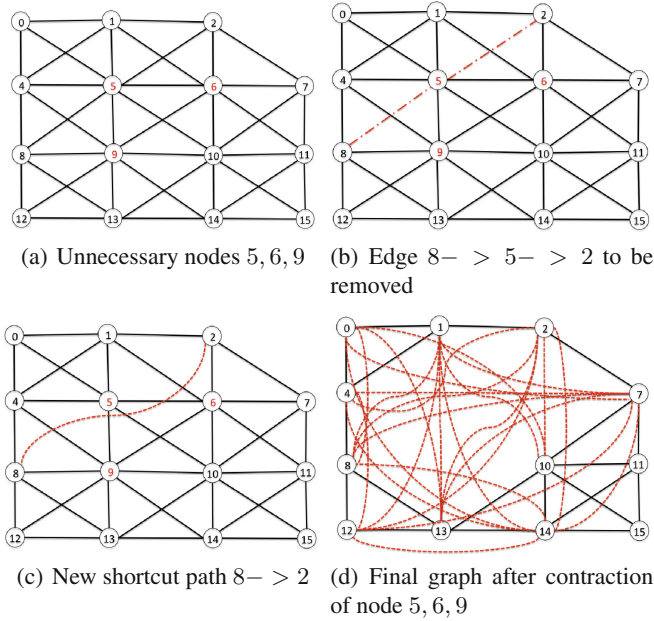 0 1 2
4 5 6 7
8 9 10 11
12 13 14 15
(a) Unnecessary nodes 5, 6, 9
0 1 2
4 5 6 7
8 9 10 11
12 13 14 15
(b) Edge 8− > 5− > 2 to be
removed
0 1 2
4 5 6 7
8 9 10 11
12 13 14 15
(c) New shortcut path 8− > 2
0 1 2
4 7
8 10 11
12 13 14 15
(d) Final graph after contraction
of node 5, 6, 9